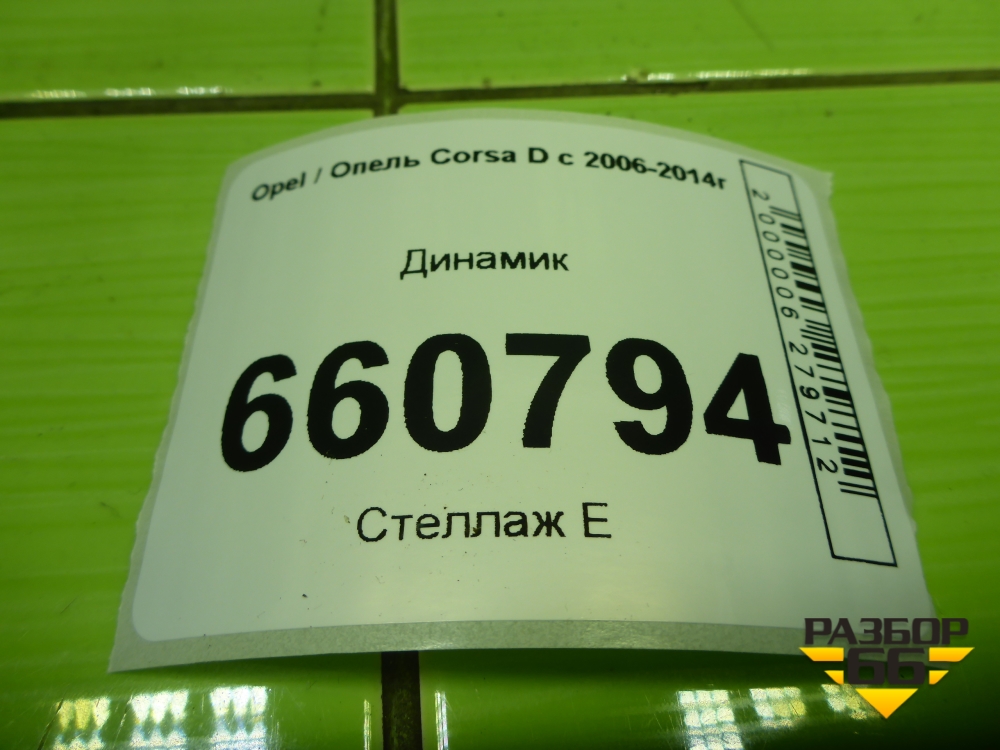 Opel / Опель Corsa D с 2006-2014г
Динамик
660794
Стеллаж Е
2000006279712
РАЗБОР
66